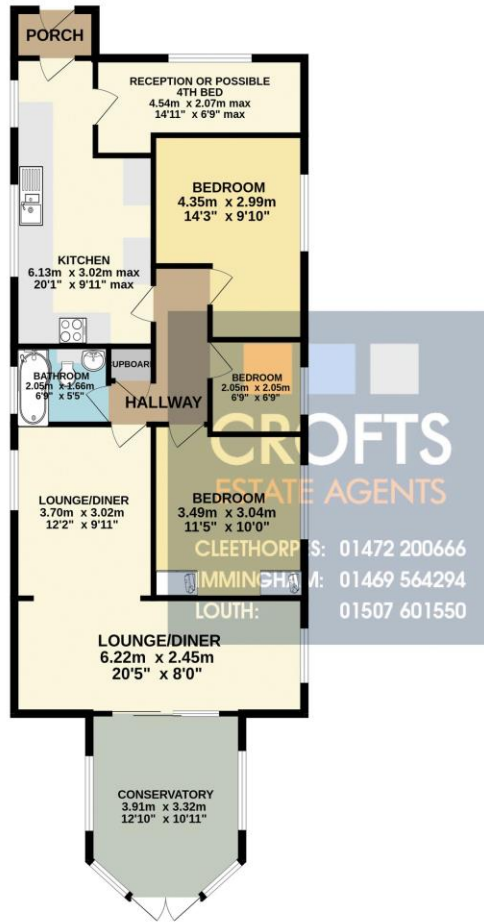 PORCH
RECEPTION OR POSSIBLE
4TH BED
4.54m x 2.07m max
14'11" x 6'9" max
BEDROOM
4.35m x 2.99m
14'3" x 9'10"
KITCHEN
6.13m x 3.02m max
20'1" x 9'11" max
BATHROOM
2.05m x 1.66m
6'9" x 5'5"
CUPBOARD
HALLWAY
BEDROOM
2.05m x 2.05m
6'9" x 6'9"
CROFTS
ESTATE AGENTS
LOUNGE/DINER
3.70m x 3.02m
12'2" x 9'11"
BEDROOM
3.49m x 3.04m
11'5" x 10'0"
CLEETHORPES: 01472 200666
IMMINGHAM: 01469 564294
LOUTH: 01507 601550
LOUNGE/DINER
6.22m x 2.45m
20'5" x 8'0"
CONSERVATORY
3.91m x 3.32m
12'10" x 10'11"